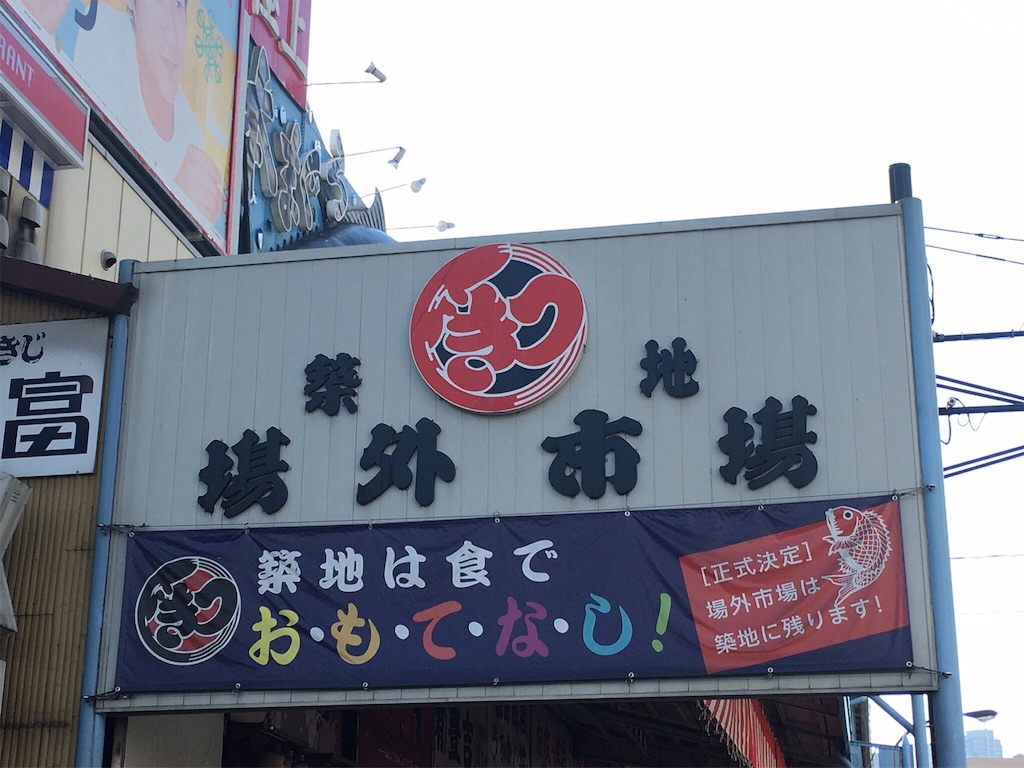 RANT
きじ
富
築地
場外市場
築地は食で
お・も・て・な・し!
[正式決定]
場外市場は
築地に残ります!